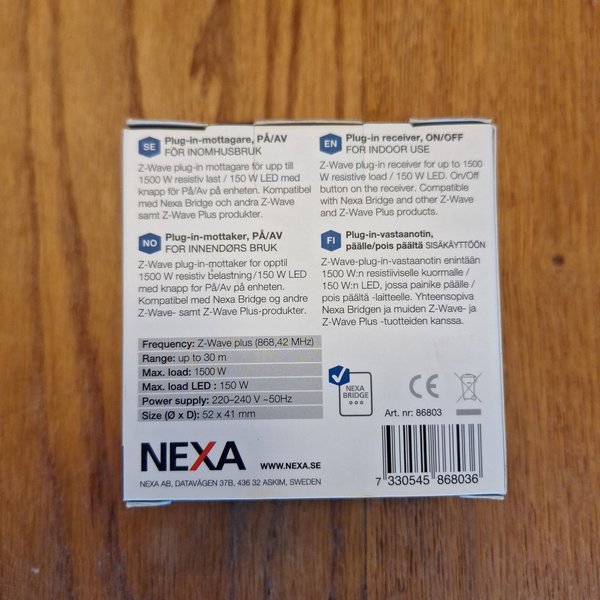 SE
Plug-in-mottagare, PÅ/AV
FÖR INOMHUSBRUK
Z-Wave plug-in mottagare för upp till
1500 W resistiv last / 150 W LED med
knapp för På/Av på enheten. Kompatibel
med Nexa Bridge och andra Z-Wave
samt Z-Wave Plus produkter.
EN
Plug-in receiver, ON/OFF
FOR INDOOR USE
Z-Wave plug-in receiver for up to 1500
W resistive load / 150 W LED. On/Off
button on the receiver. Compatible
with Nexa Bridge and other Z-Wave
and Z-Wave Plus products.
NO
Plug-in-mottaker, PÅ/AV
FOR INNENDØRS BRUK
Z-Wave plug-in-mottaker for opptil
1500 W resistiv belastning / 150 W LED
med knapp for På/Av på enheten.
Kompatibel med Nexa Bridge og andre
Z-Wave- samt Z-Wave Plus-produkter.
FI
Plug-in-vastaanotin,
päälle/pois päältä SISÄKÄYTTÖÖN
Z-Wave-plug-in-vastaanotin enintään
1500 W:n resistiiviselle kuormalle /
150 W:n LED, jossa painike päälle /
pois päältä -laitteelle. Yhteensopiva
Nexa Bridgen ja muiden Z-Wave- ja
Z-Wave Plus -tuotteiden kanssa.
Frequency: Z-Wave plus (868,42 MHz)
Range: up to 30 m
Max. load: 1500 W
Max. load LED : 150 W
Power supply: 220–240 V ~50Hz
Size (Ø x D): 52 x 41 mm
NEXA
BRIDGE
CE
Art. nr: 86803
NEXA
WWW.NEXA.SE
NEXA AB, DATAVÄGEN 37B, 436 32 ASKIM, SWEDEN
7 330545 868036